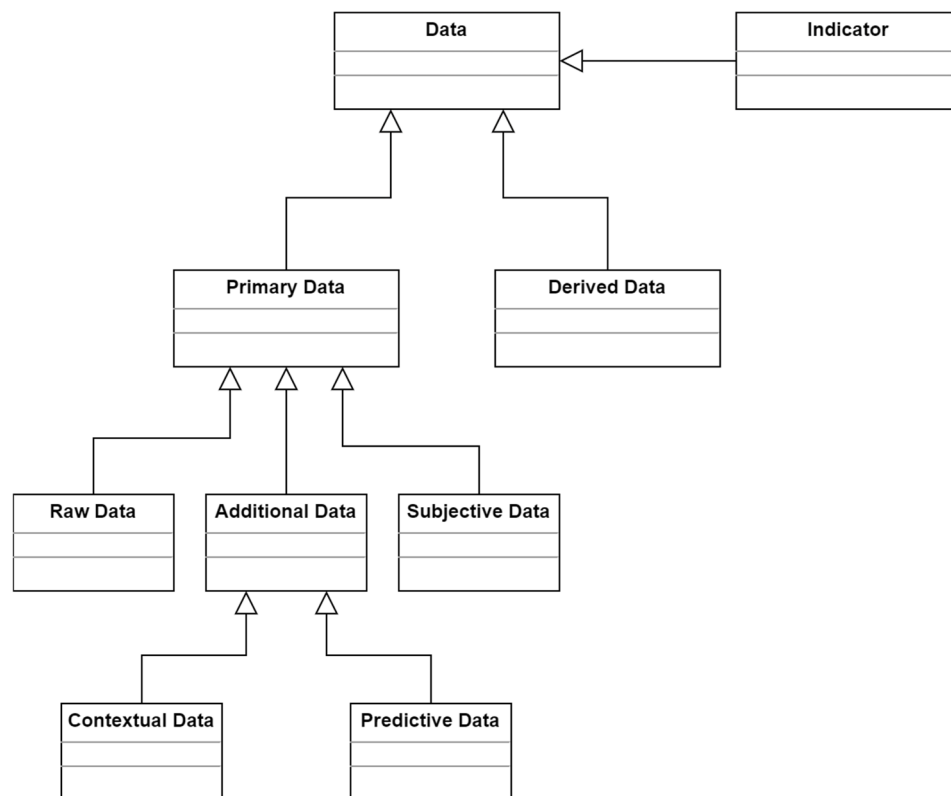 Data
Indicator
Primary Data
Derived Data
Raw Data
Additional Data
Subjective Data
Contextual Data
Predictive Data